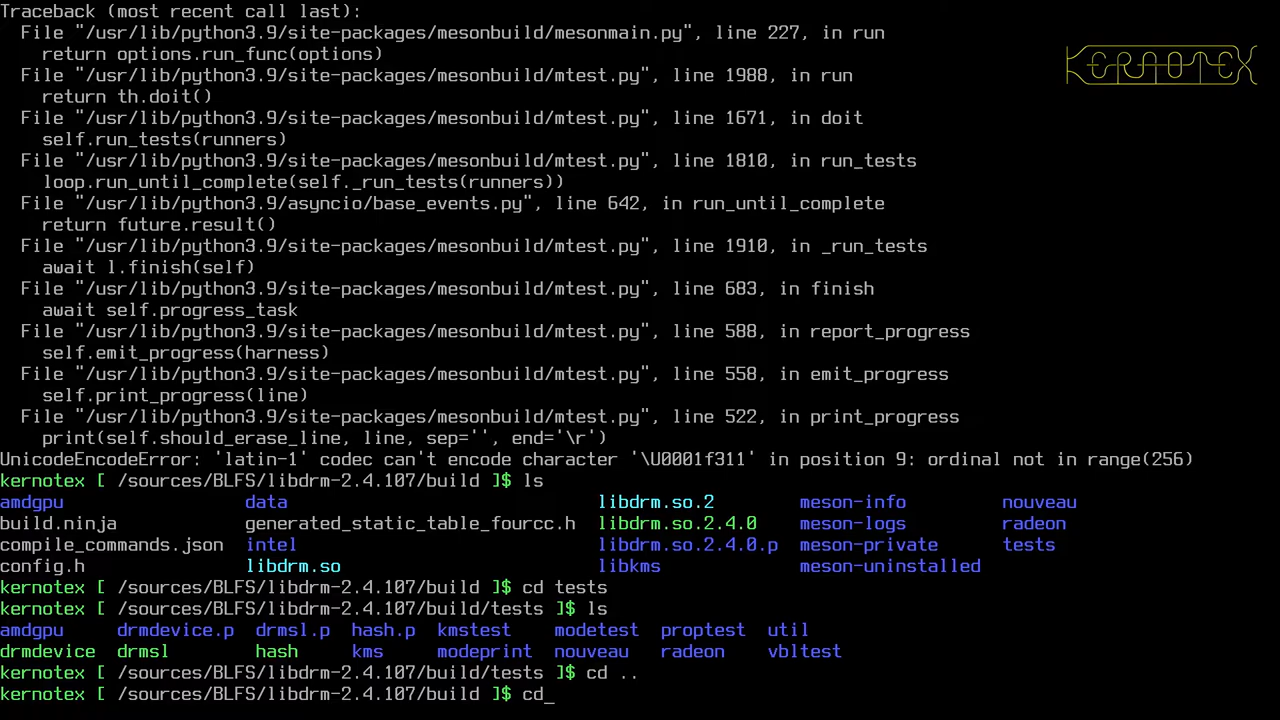 Traceback (most recent call last):
  File "/usr/lib/python3.9/site-packages/mesonbuild/mesonmain.py", line 227, in run
    return options.run_func(options)
  File "/usr/lib/python3.9/site-packages/mesonbuild/mtest.py", line 1988, in run
    return th.doit()
  File "/usr/lib/python3.9/site-packages/mesonbuild/mtest.py", line 1671, in doit
    self.run_tests(runners)
  File "/usr/lib/python3.9/site-packages/mesonbuild/mtest.py", line 1810, in run_tests
    loop.run_until_complete(self._run_tests(runners))
  File "/usr/lib/python3.9/asyncio/base_events.py", line 642, in run_until_complete
    return future.result()
  File "/usr/lib/python3.9/site-packages/mesonbuild/mtest.py", line 1910, in _run_tests
    await l.finish(self)
  File "/usr/lib/python3.9/site-packages/mesonbuild/mtest.py", line 683, in finish
    await self.progress_task
  File "/usr/lib/python3.9/site-packages/mesonbuild/mtest.py", line 588, in report_progress
    self.emit_progress(harness)
  File "/usr/lib/python3.9/site-packages/mesonbuild/mtest.py", line 558, in emit_progress
    self.print_progress(line)
  File "/usr/lib/python3.9/site-packages/mesonbuild/mtest.py", line 522, in print_progress
    print(self.should_erase_line, line, sep='', end='\r')
UnicodeEncodeError: 'latin-1' codec can't encode character '\U0001f311' in position 9: ordinal not in range(256)
kernotex [ /sources/BLFS/libdrm-2.4.107/build ]$ ls
amdgpu data libdrm.so.2 meson-info nouveau
build.ninja generated_static_table_fourcc.h libdrm.so.2.4.0 meson-logs radeon
compile_commands.json intel libdrm.so.2.4.0.p meson-private tests
config.h libdrm.so libkms meson-uninstalled
kernotex [ /sources/BLFS/libdrm-2.4.107/build ]$ cd tests
kernotex [ /sources/BLFS/libdrm-2.4.107/build/tests ]$ ls
amdgpu drmdevice.p drmsl.p hash.p kmstest modetest proptest util
drmdevice drmsl hash kms modeprint nouveau radeon vbltest
kernotex [ /sources/BLFS/libdrm-2.4.107/build/tests ]$ cd ..
kernotex [ /sources/BLFS/libdrm-2.4.107/build ]$ cd_
KERNOTEX